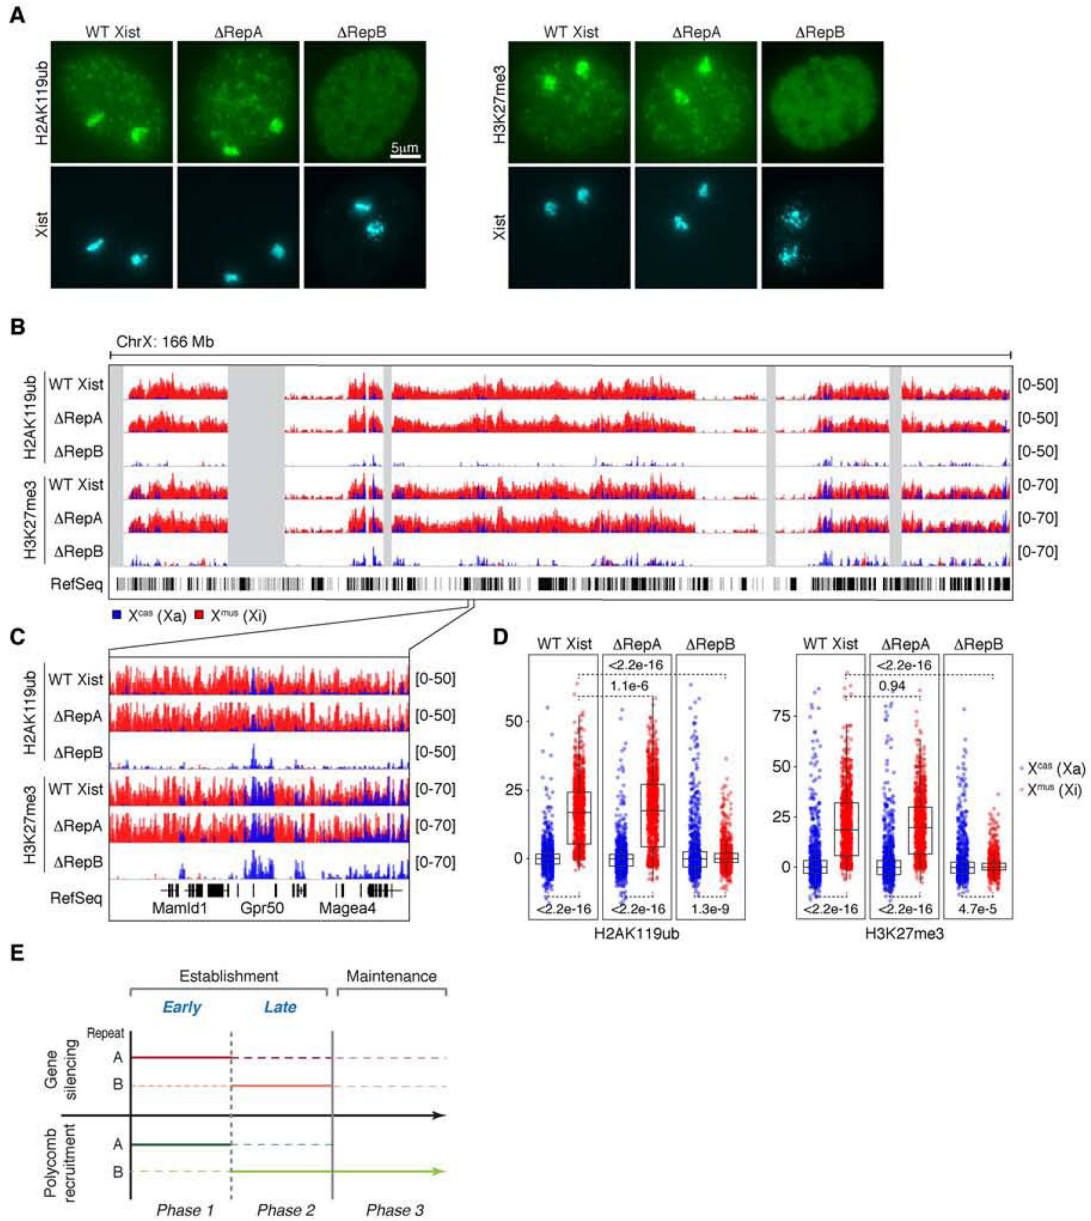 A
WT Xist ΔRepA ΔRepB
H2AK119ub
5µm
Xist
WT Xist ΔRepA ΔRepB
H3K27me3
Xist
B
ChrX: 166 Mb
H2AK119ub
WT Xist [0-50]
ΔRepA [0-50]
ΔRepB [0-50]
H3K27me3
WT Xist [0-70]
ΔRepA [0-70]
ΔRepB [0-70]
RefSeq
Xcas (Xa) Xmus (Xi)
C
H2AK119ub
WT Xist [0-50]
ΔRepA [0-50]
ΔRepB [0-50]
H3K27me3
WT Xist [0-70]
ΔRepA [0-70]
ΔRepB [0-70]
RefSeq
Mamld1 Gpr50 Magea4
D
WT Xist ΔRepA ΔRepB
<2.2e-16
1.1e-6
50
25
0
<2.2e-16 <2.2e-16 1.3e-9
H2AK119ub
WT Xist ΔRepA ΔRepB
<2.2e-16
0.94
75
50
25
0
<2.2e-16 <2.2e-16 4.7e-5
H3K27me3
Xcas (Xa)
Xmus (Xi)
E
Establishment Maintenance
Early Late
Repeat
Gene silencing
A
B
Polycomb recruitment
A
B
Phase 1 Phase 2 Phase 3